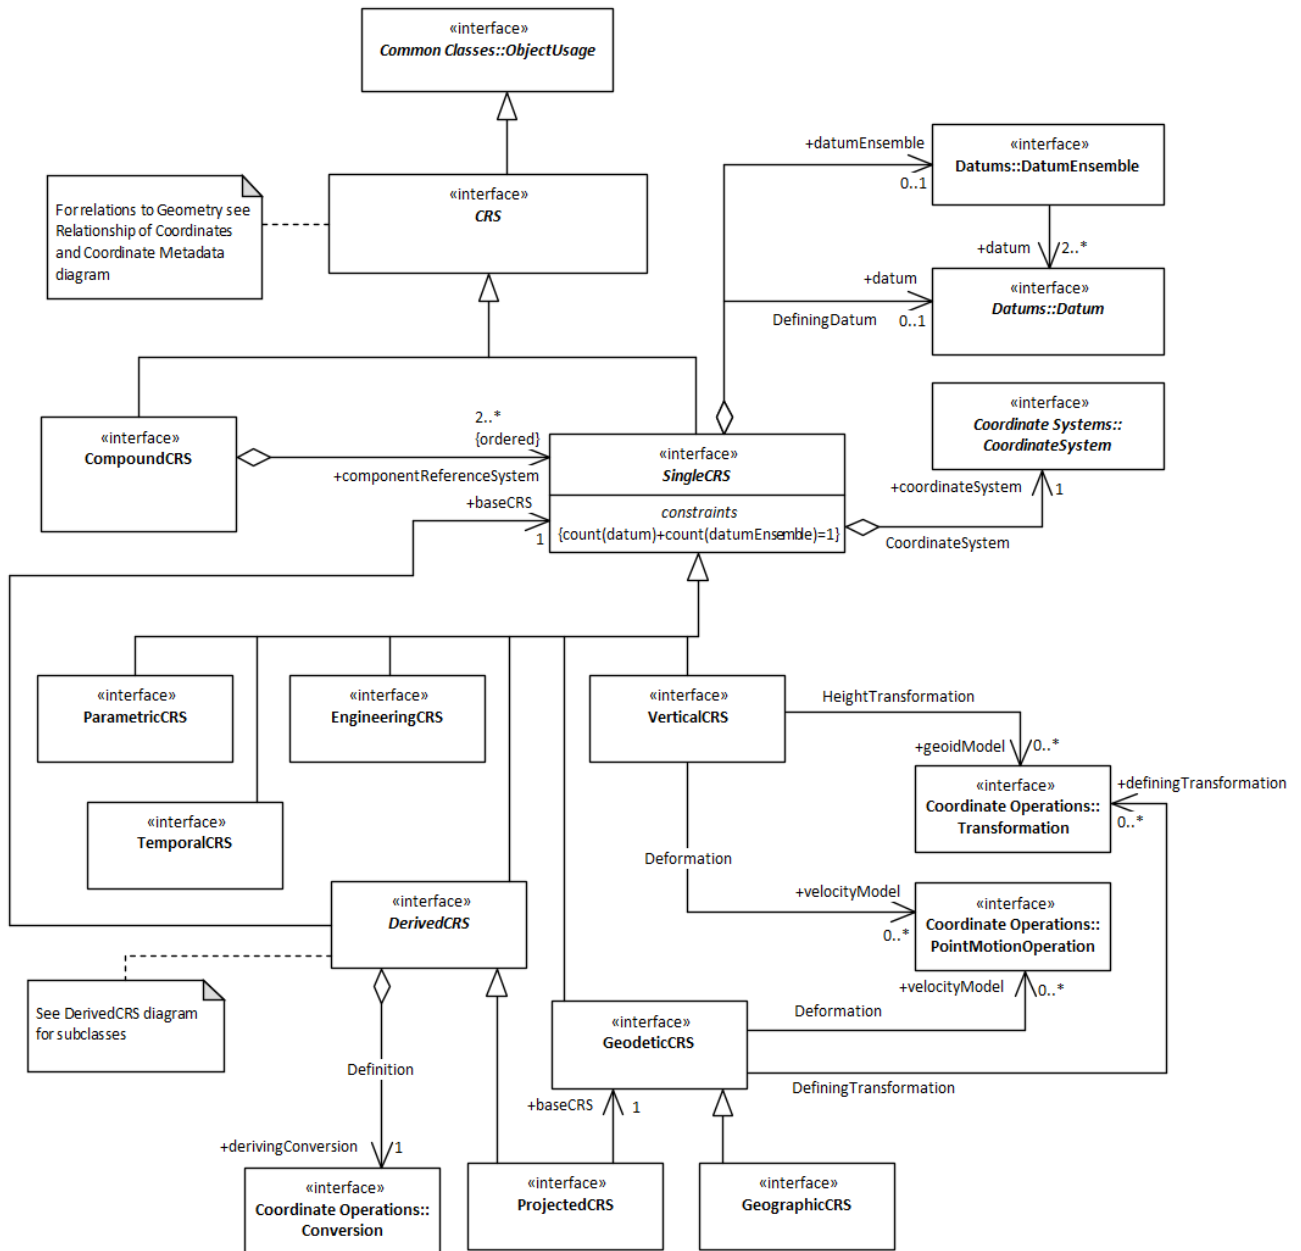 «interface»
Common Classes::ObjectUsage
«interface»
CRS
For relations to Geometry see
Relationship of Coordinates
and Coordinate Metadata
diagram
+datumEnsemble
0..1
«interface»
Datums::DatumEnsemble
+datum
2..*
+datum
DefiningDatum
0..1
«interface»
Datums::Datum
«interface»
CompoundCRS
2..*
{ordered}
+componentReferenceSystem
+baseCRS
1
«interface»
SingleCRS
constraints
{count(datum)+count(datumEnsemble)=1}
«interface»
Coordinate Systems::
CoordinateSystem
+coordinateSystem
1
CoordinateSystem
«interface»
ParametricCRS
«interface»
EngineeringCRS
«interface»
VerticalCRS
HeightTransformation
+geoidModel
0..*
«interface»
TemporalCRS
«interface»
Coordinate Operations::
Transformation
+definingTransformation
0..*
Deformation
+velocityModel
0..*
«interface»
DerivedCRS
«interface»
Coordinate Operations::
PointMotionOperation
+velocityModel
0..*
See DerivedCRS diagram
for subclasses
«interface»
GeodeticCRS
Deformation
DefiningTransformation
Definition
+baseCRS
1
+derivingConversion
1
«interface»
Coordinate Operations::
Conversion
«interface»
ProjectedCRS
«interface»
GeographicCRS